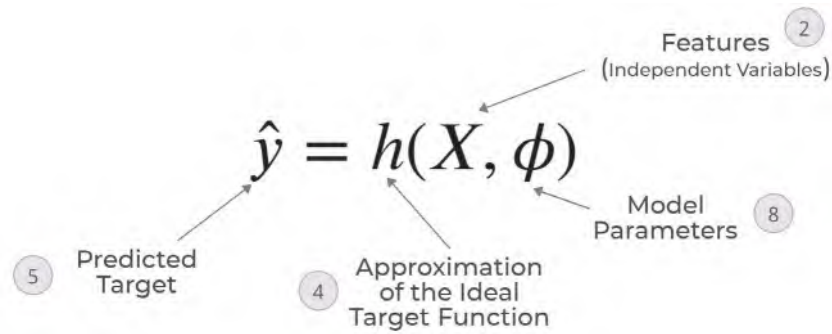 2
Features
(Independent Variables)
ŷ = h(X, ϕ)
Model
Parameters
8
5
Predicted
Target
4
Approximation
of the Ideal
Target Function